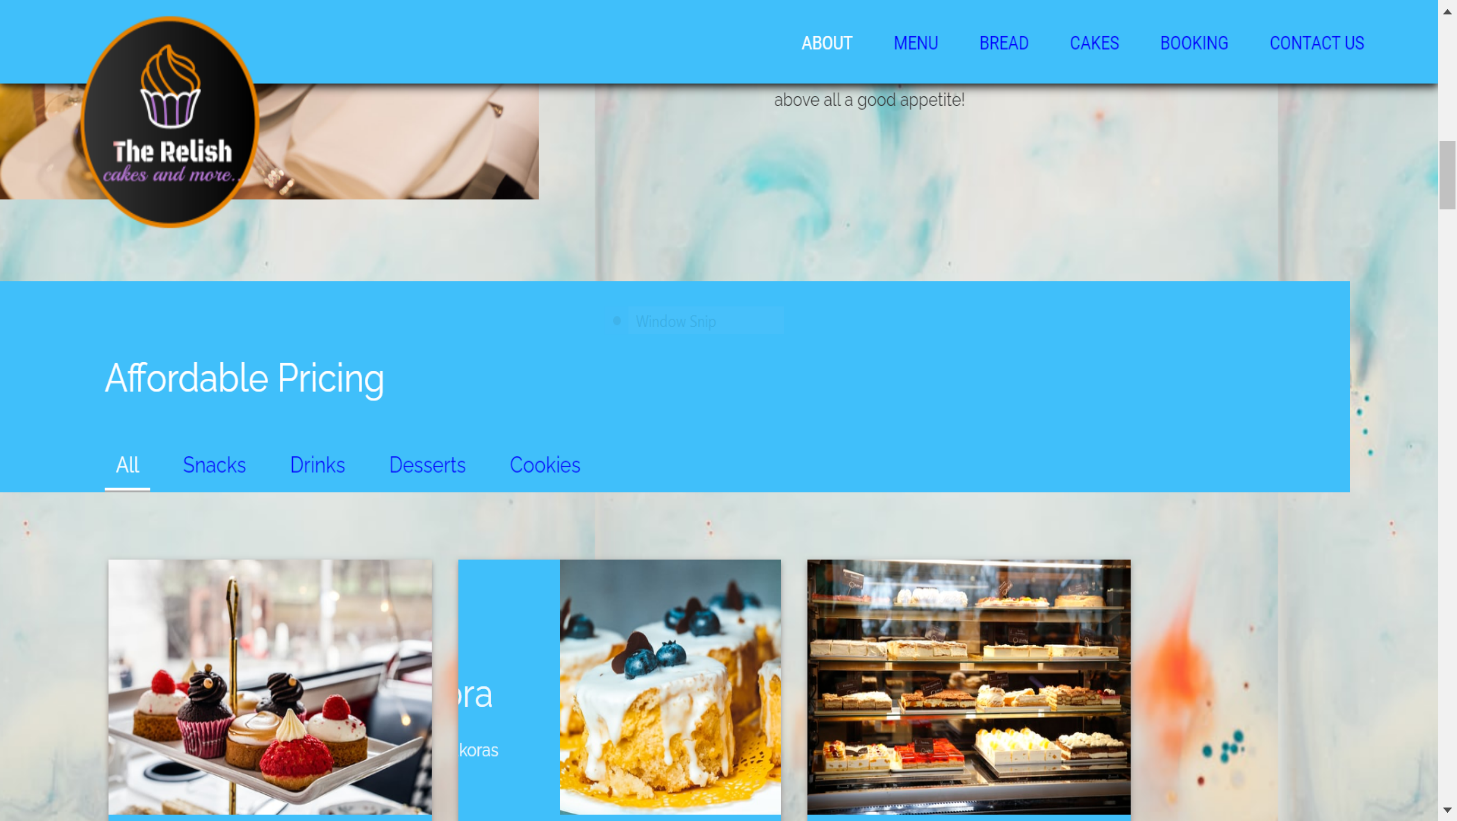 ABOUT MENU BREAD CAKES BOOKING CONTACT US
above all a good appetite!
The Relish
cakes and more..
Window Snip
Affordable Pricing
All Snacks Drinks Desserts Cookies
ora
koras